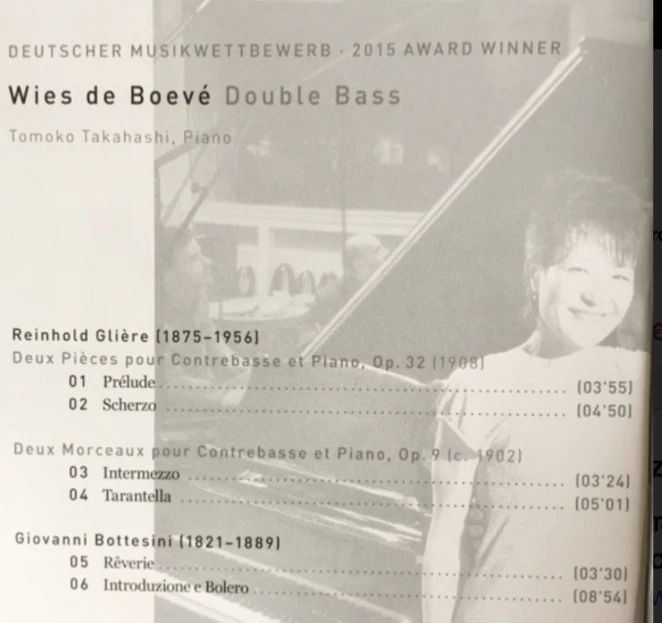 DEUTSCHER MUSIKWETTBEWERB · 2015 AWARD WINNER
Wies de Boevé Double Bass
Tomoko Takahashi, Piano
Reinhold Glière (1875–1956)
Deux Pièces pour Contrebasse et Piano, Op. 32 (1908)
01 Prélude (03'55)
02 Scherzo (04'50)
Deux Morceaux pour Contrebasse et Piano, Op. 9 (c. 1902)
03 Intermezzo (03'24)
04 Tarantella (05'01)
Giovanni Bottesini (1821–1889)
05 Rêverie (03'30)
06 Introduzione e Bolero (08'54)